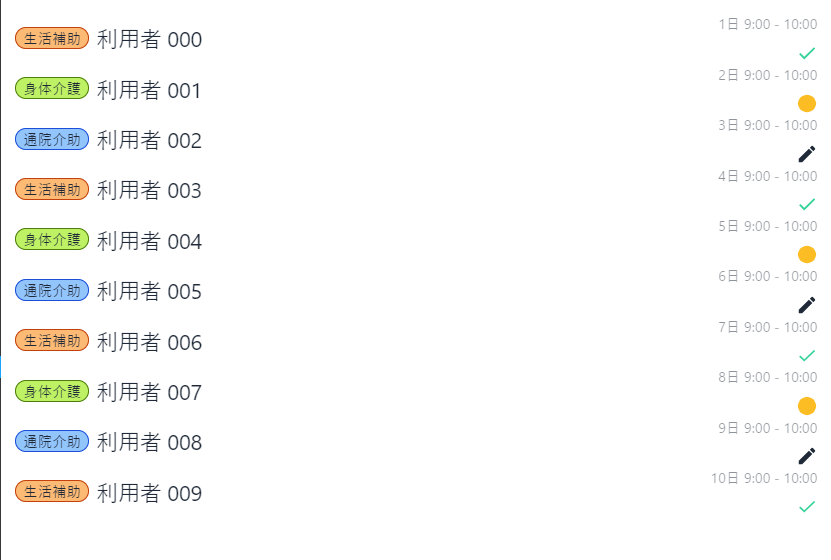 生活補助 利用者 000 1日 9:00 - 10:00
身体介護 利用者 001 2日 9:00 - 10:00
通院介助 利用者 002 3日 9:00 - 10:00
生活補助 利用者 003 4日 9:00 - 10:00
身体介護 利用者 004 5日 9:00 - 10:00
通院介助 利用者 005 6日 9:00 - 10:00
生活補助 利用者 006 7日 9:00 - 10:00
身体介護 利用者 007 8日 9:00 - 10:00
通院介助 利用者 008 9日 9:00 - 10:00
生活補助 利用者 009 10日 9:00 - 10:00